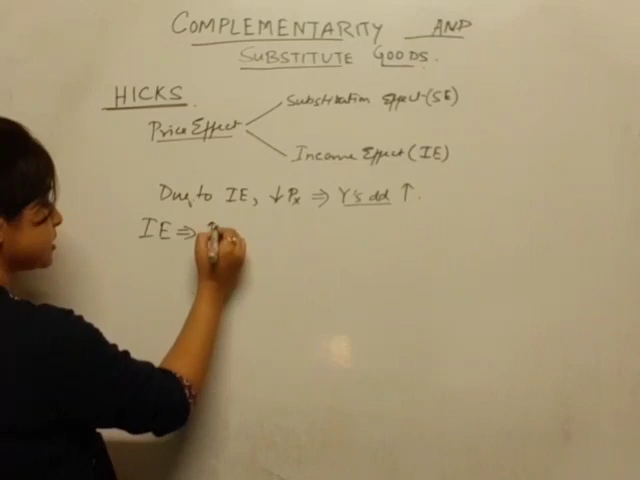 COMPLEMENTARITY AND
SUBSTITUTE GOODS.
HICKS.
Substitution Effect (SE)
Price Effect
Income Effect (IE)
Due to IE, ↓ Px ⇒ Y's dd ↑.
IE ⇒